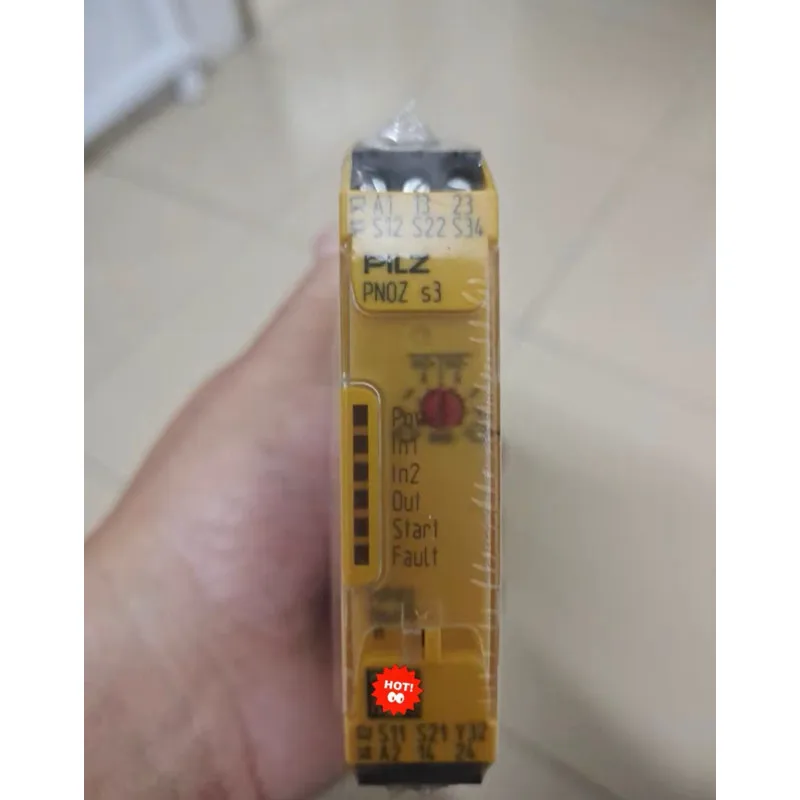 A1 13 23
S12 S22 S34
PILZ
PNOZ s3
Power
In1
In2
Out
Start
Fault
HOT!
S11 S21 Y32
A2 14 24